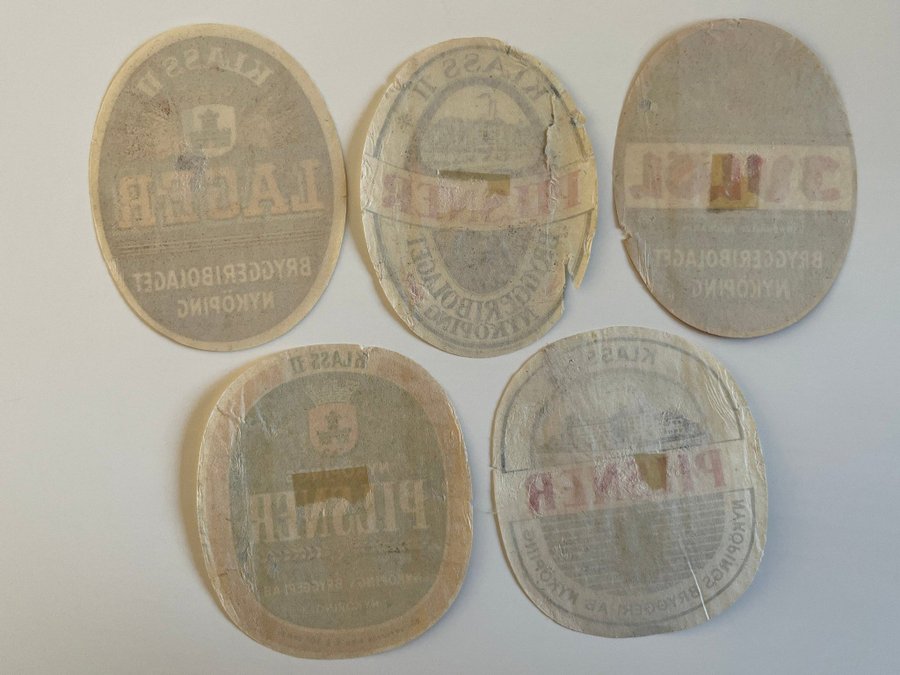 KLASS II
LAGER
BRYGGERIBOLAGET
NYKÖPING
KLASS II
PILSNER
BRYGGERIBOLAGET
NYKÖPING
BRYGGERIBOLAGET
NYKÖPING
KLASS II
PILSNER
NYKÖPINGS BRYGGERI AB
NYKÖPING
KLASS
PILSNER
NYKÖPINGS BRYGGERI AB NYKÖPING